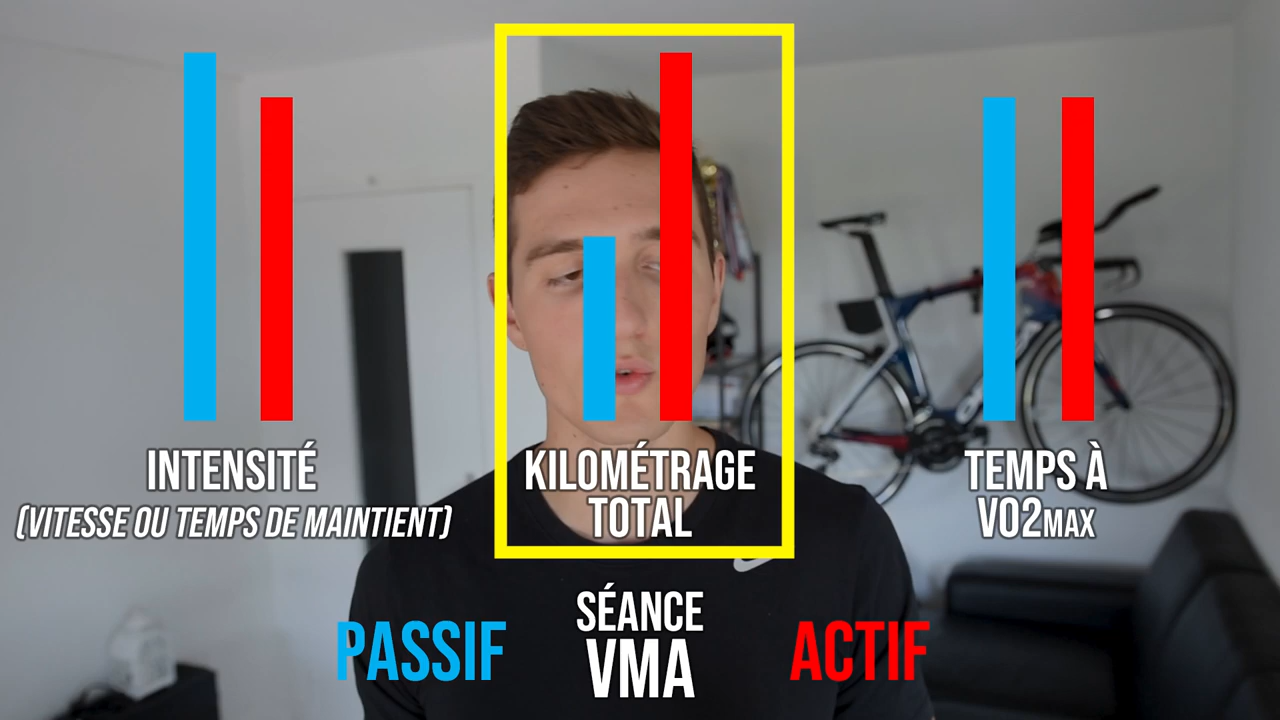 INTENSITÉ
(VITESSE OU TEMPS DE MAINTIENT)
KILOMÉTRAGE
TOTAL
TEMPS À
VO2MAX
PASSIF
SÉANCE
VMA
ACTIF